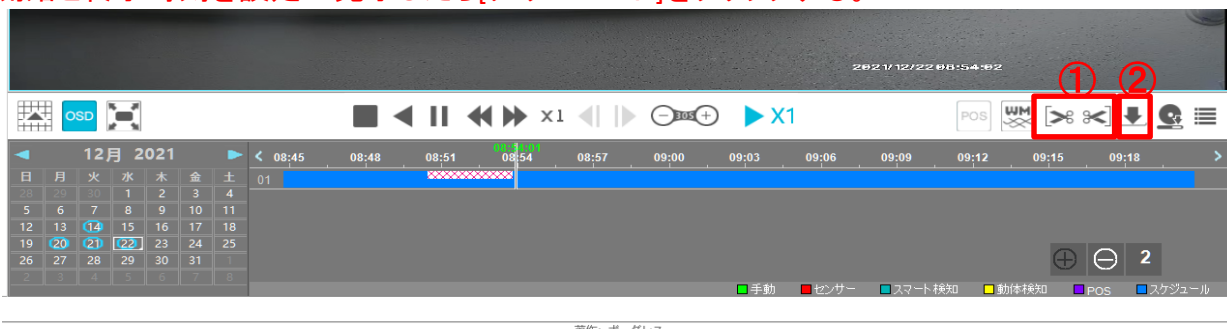 2021/12/22 08:54:02
① ②
OSD X1 30S X1 POS WM
12月 2021
08:54:01
08:45 08:48 08:51 08:54 08:57 09:00 09:03 09:06 09:09 09:12 09:15 09:18
日 月 火 水 木 金 土
01
28 29 30 1 2 3 4
5 6 7 8 9 10 11
12 13 14 15 16 17 18
19 20 21 22 23 24 25
26 27 28 29 30 31 1
2 3 4 5 6 7 8
2
手動 センサー スマート検知 動体検知 POS スケジュール